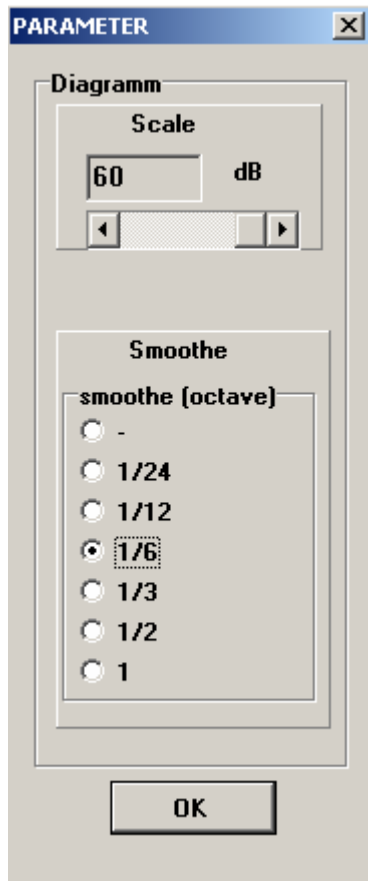 PARAMETER
Diagramm
Scale
60 dB
Smoothe
smoothe (octave)
-
1/24
1/12
1/6
1/3
1/2
1
OK